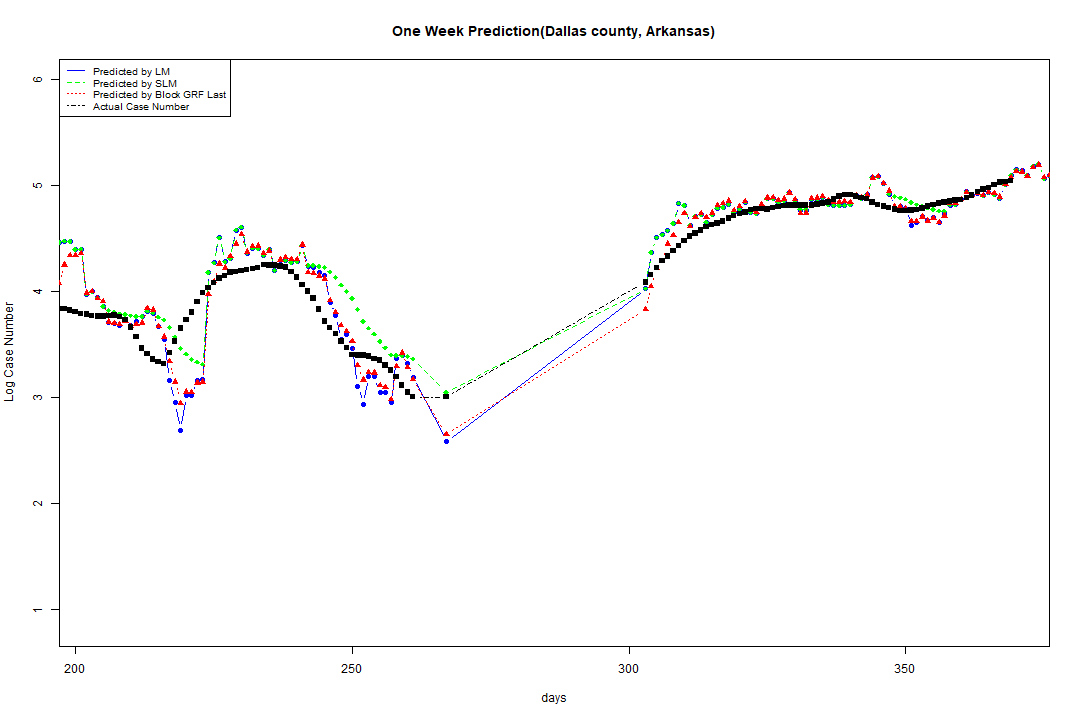 One Week Prediction(Dallas county, Arkansas)
Predicted by LM
Predicted by SLM
Predicted by Block GRF Last
Actual Case Number
6
5
4
3
2
1
Log Case Number
200
250
300
350
days